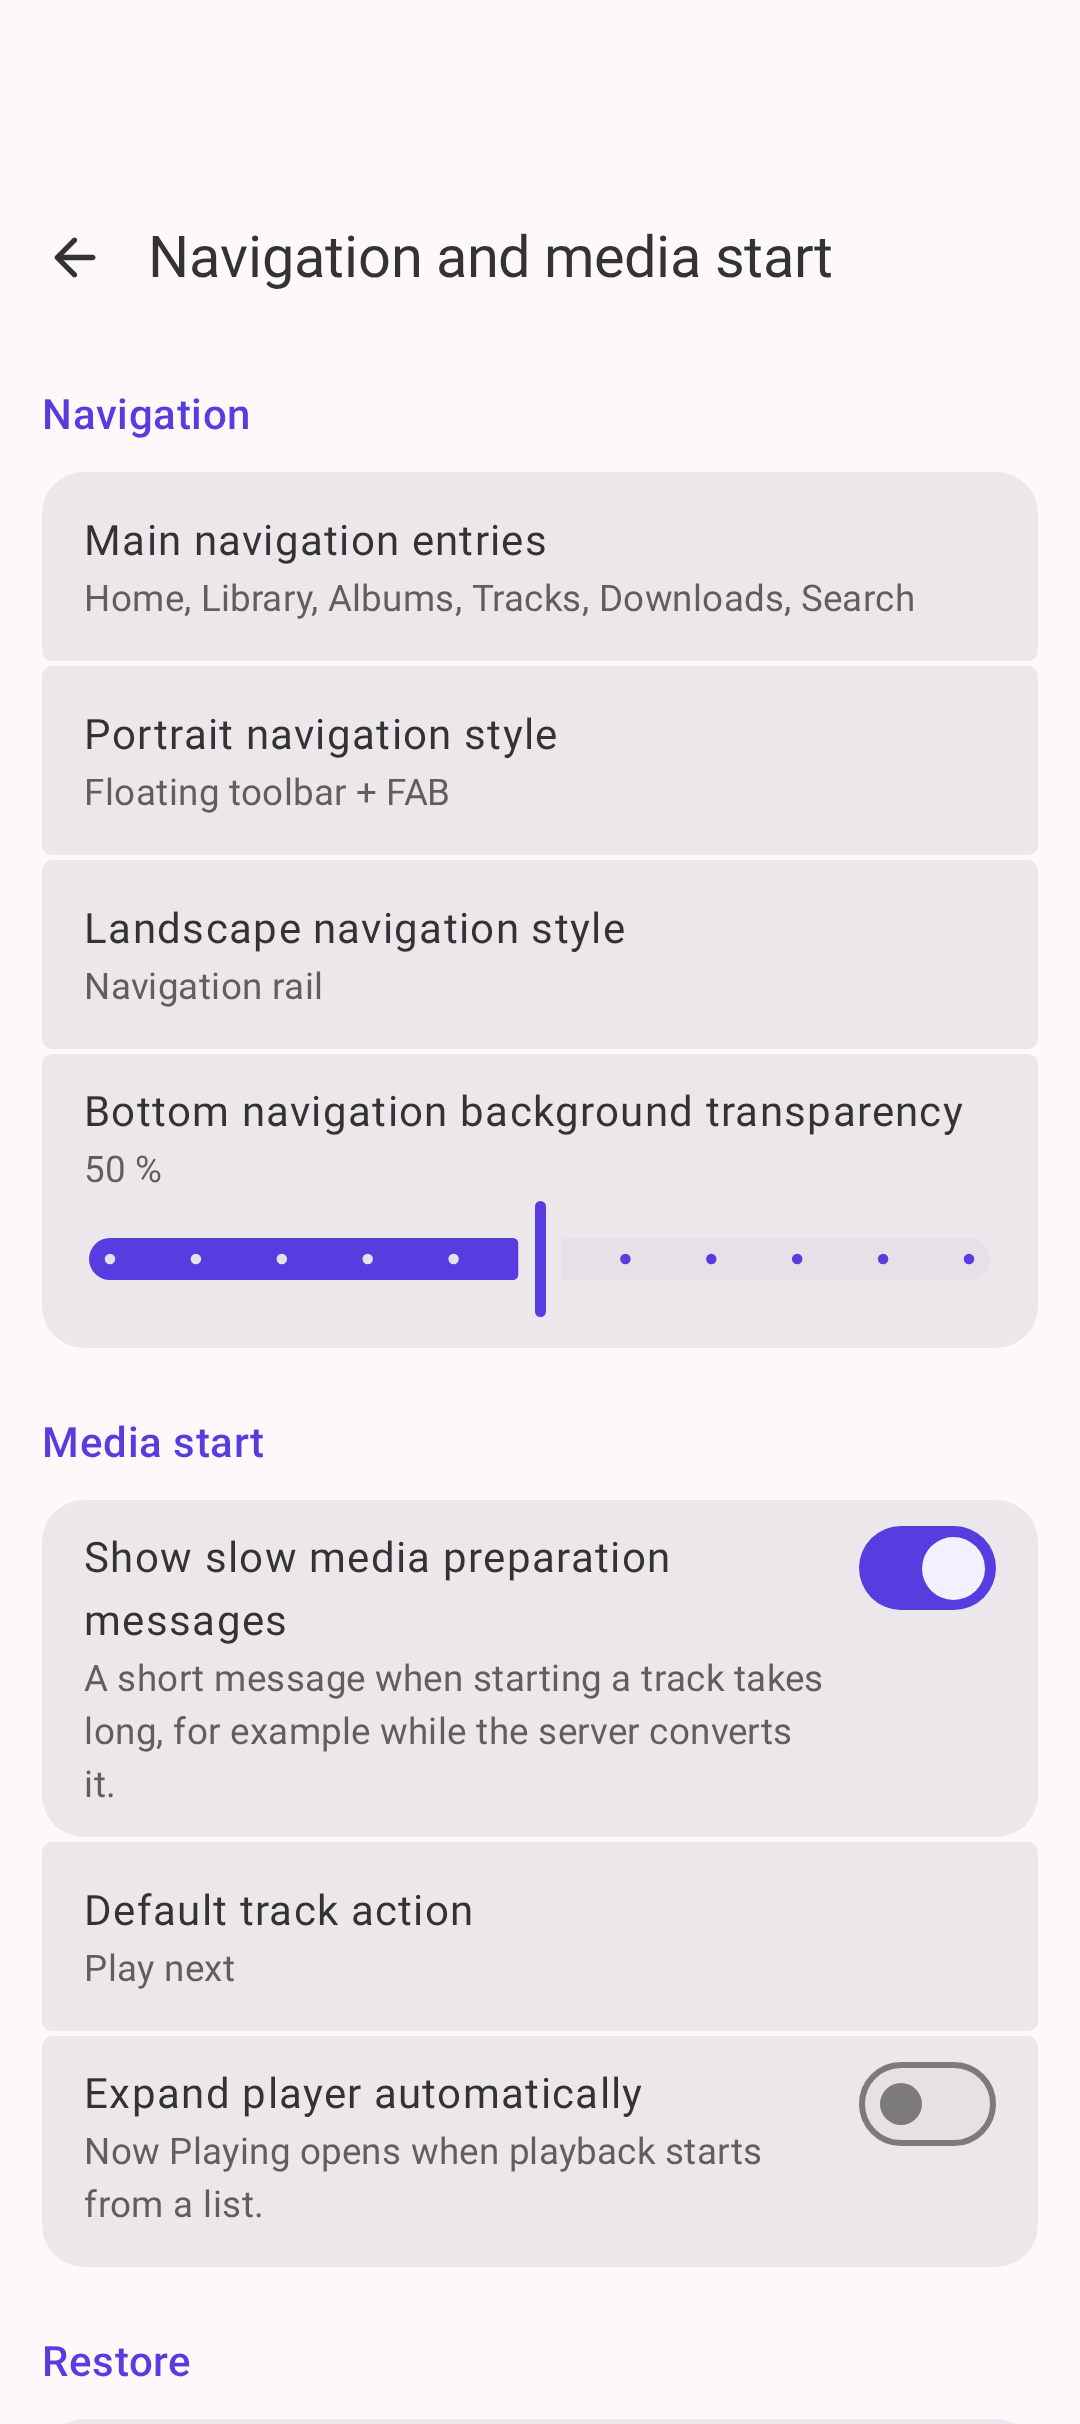 Navigation and media start
Navigation
Main navigation entries
Home, Library, Albums, Tracks, Downloads, Search
Portrait navigation style
Floating toolbar + FAB
Landscape navigation style
Navigation rail
Bottom navigation background transparency
50 %
Media start
Show slow media preparation
messages
A short message when starting a track takes
long, for example while the server converts
it.
Default track action
Play next
Expand player automatically
Now Playing opens when playback starts
from a list.
Restore